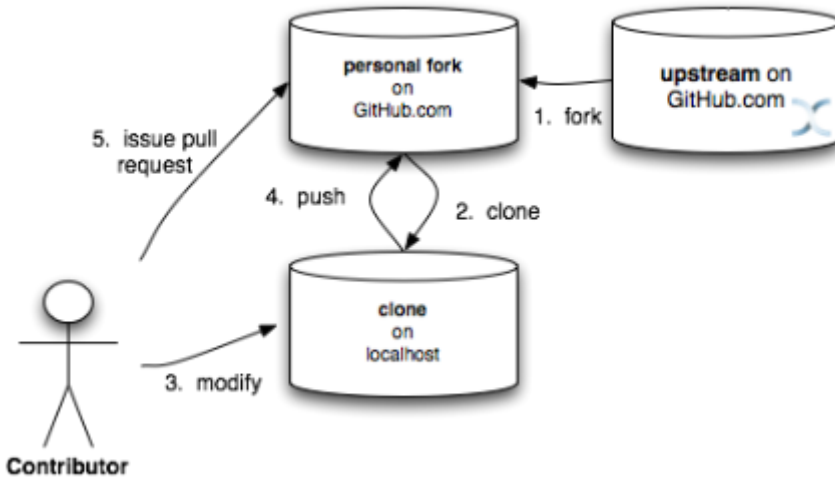 personal fork
on
GitHub.com
upstream on
GitHub.com
1. fork
5. issue pull
request
4. push
2. clone
clone
on
localhost
3. modify
Contributor